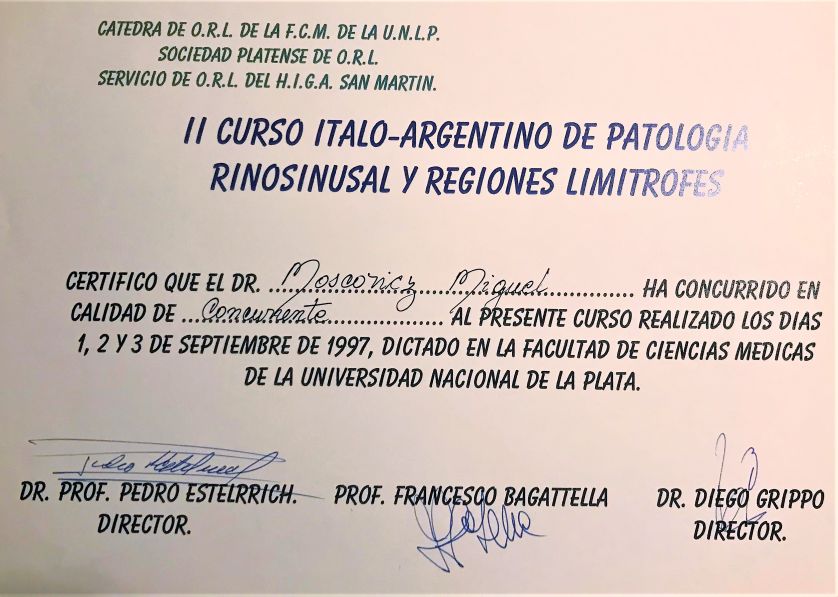 CATEDRA DE O.R.L. DE LA F.C.M. DE LA U.N.L.P.
SOCIEDAD PLATENSE DE O.R.L.
SERVICIO DE O.R.L. DEL H.I.G.A. SAN MARTIN.
II CURSO ITALO-ARGENTINO DE PATOLOGIA
RINOSINUSAL Y REGIONES LIMITROFES
CERTIFICO QUE EL DR. Moscovicz Miguel HA CONCURRIDO EN
CALIDAD DE Concurrente AL PRESENTE CURSO REALIZADO LOS DIAS
1, 2 Y 3 DE SEPTIEMBRE DE 1997, DICTADO EN LA FACULTAD DE CIENCIAS MEDICAS
DE LA UNIVERSIDAD NACIONAL DE LA PLATA.
DR. PROF. PEDRO ESTELRRICH. PROF. FRANCESCO BAGATTELLA DR. DIEGO GRIPPO
DIRECTOR. DIRECTOR.